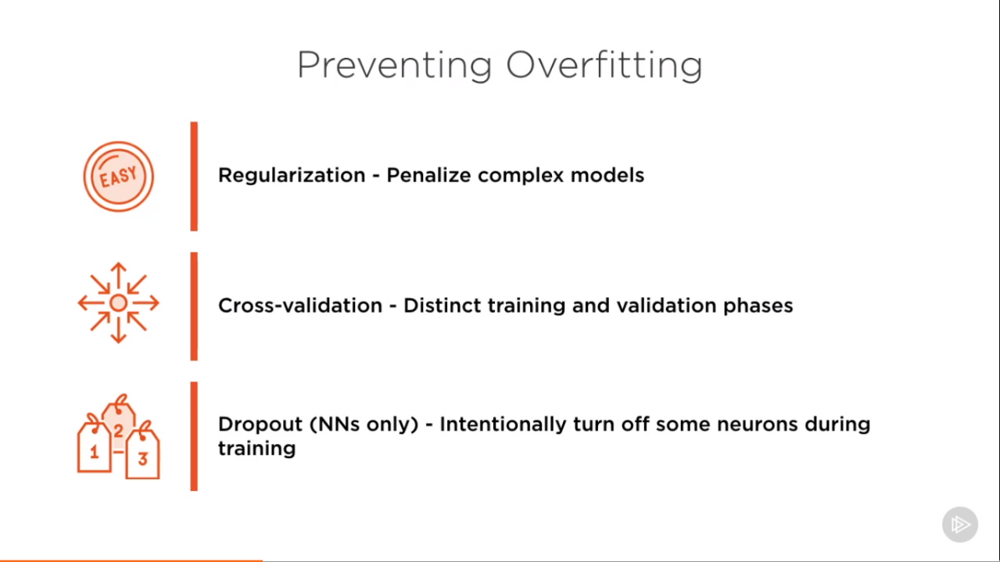 Preventing Overfitting
EASY
Regularization - Penalize complex models
Cross-validation - Distinct training and validation phases
2
1
3
Dropout (NNs only) - Intentionally turn off some neurons during
training